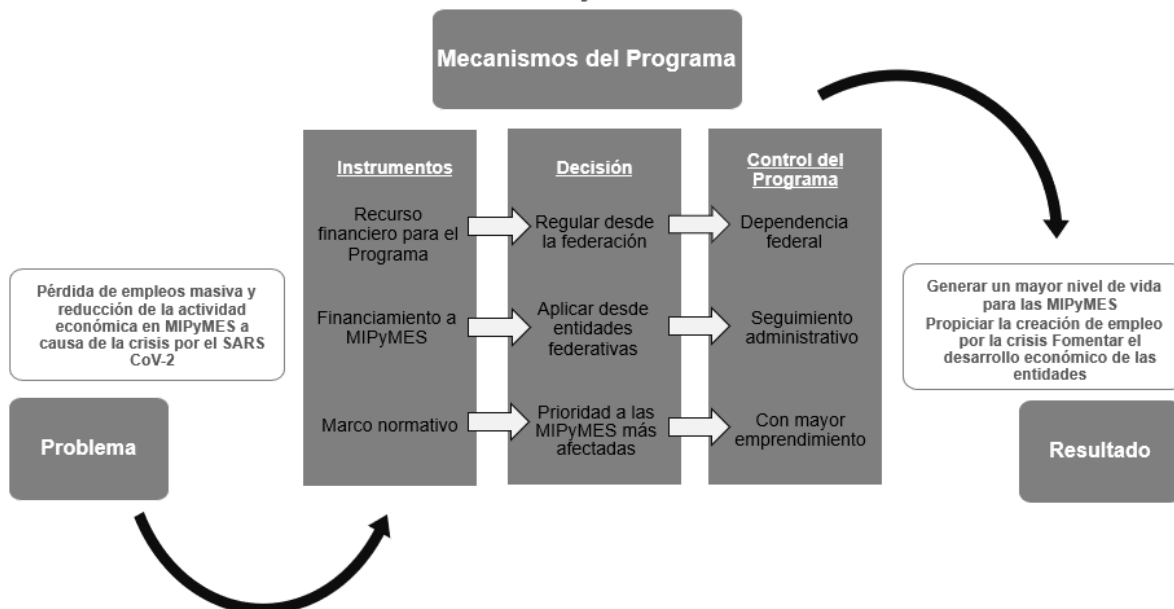 Mecanismos del Programa
Instrumentos
Recurso
financiero para el
Programa
Financiamiento a
MIPyMES
Marco normativo
Decisión
Regular desde
la federación
Aplicar desde
entidades
federativas
Prioridad a las
MIPyMES más
afectadas
Control del
Programa
Dependencia
federal
Seguimiento
administrativo
Con mayor
emprendimiento
Pérdida de empleos masiva y
reducción de la actividad
económica en MIPyMES a
causa de la crisis por el SARS
CoV-2
Problema
Generar un mayor nivel de vida
para las MIPyMES
Propiciar la creación de empleo
por la crisis Fomentar el
desarrollo económico de las
entidades
Resultado